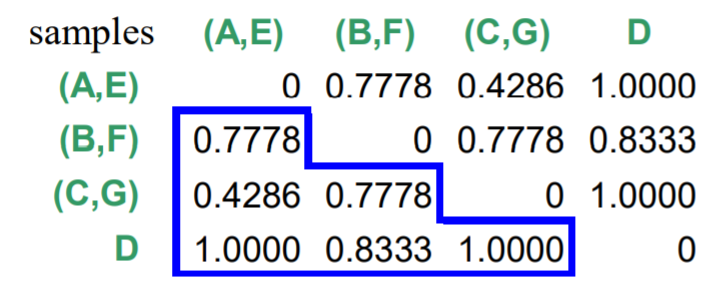 samples (A,E) (B,F) (C,G) D
(A,E) 0 0.7778 0.4286 1.0000
(B,F) 0.7778 0 0.7778 0.8333
(C,G) 0.4286 0.7778 0 1.0000
D 1.0000 0.8333 1.0000 0